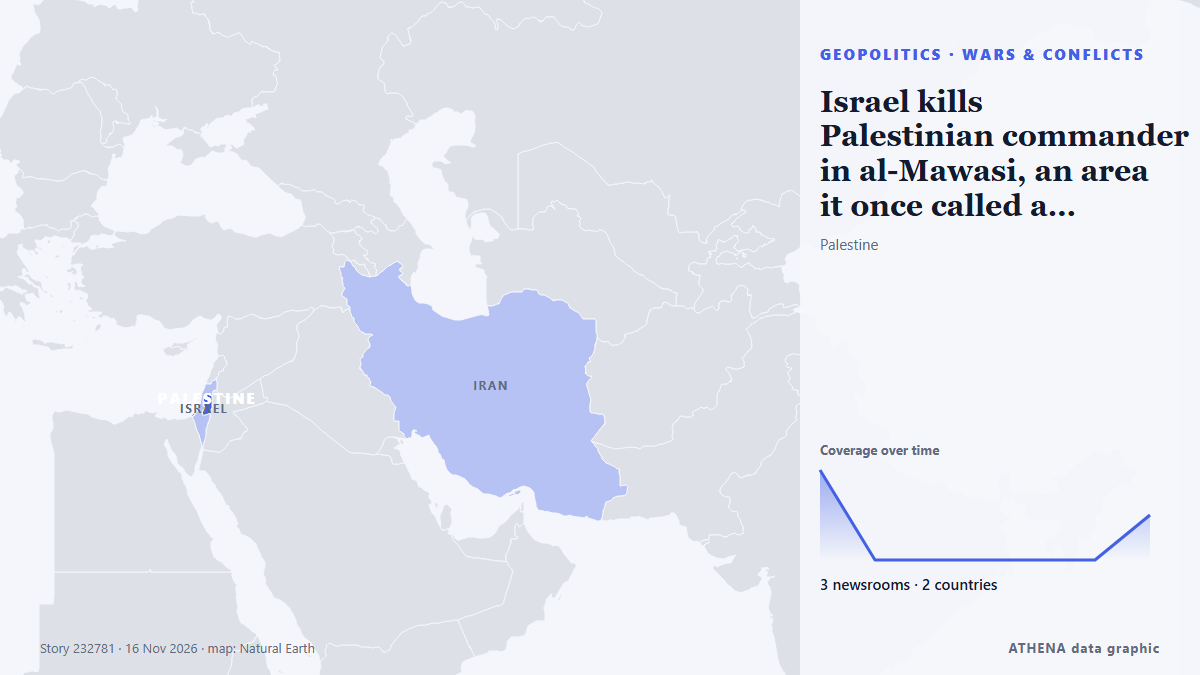 GEOPOLITICS · WARS & CONFLICTS
Israel kills
Palestinian commander
in al-Mawasi, an area
it once called a...
Palestine
IRAN
PALESTINE
ISRAEL
Coverage over time
3 newsrooms · 2 countries
Story 232781 · 16 Nov 2026 · map: Natural Earth
ATHENA data graphic